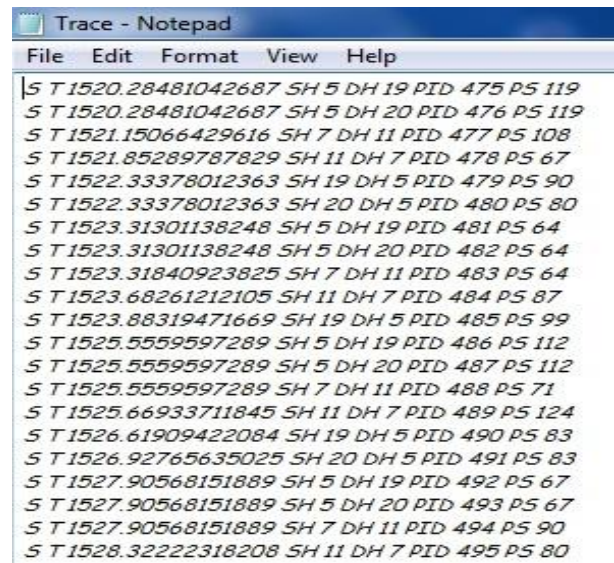 Trace - Notepad
File Edit Format View Help
S T 1520.28481042687 SH 5 DH 19 PID 475 PS 119
S T 1520.28481042687 SH 5 DH 20 PID 476 PS 119
S T 1521.15066429616 SH 7 DH 11 PID 477 PS 108
S T 1521.85289787829 SH 11 DH 7 PID 478 PS 67
S T 1522.33378012363 SH 19 DH 5 PID 479 PS 90
S T 1522.33378012363 SH 20 DH 5 PID 480 PS 80
S T 1523.31301138248 SH 5 DH 19 PID 481 PS 64
S T 1523.31301138248 SH 5 DH 20 PID 482 PS 64
S T 1523.31840923825 SH 7 DH 11 PID 483 PS 64
S T 1523.68261212105 SH 11 DH 7 PID 484 PS 87
S T 1523.88319471669 SH 19 DH 5 PID 485 PS 99
S T 1525.5559597289 SH 5 DH 19 PID 486 PS 112
S T 1525.5559597289 SH 5 DH 20 PID 487 PS 112
S T 1525.5559597289 SH 7 DH 11 PID 488 PS 71
S T 1525.66933711845 SH 11 DH 7 PID 489 PS 124
S T 1526.61909422084 SH 19 DH 5 PID 490 PS 83
S T 1526.92765635025 SH 20 DH 5 PID 491 PS 83
S T 1527.90568151889 SH 5 DH 19 PID 492 PS 67
S T 1527.90568151889 SH 5 DH 20 PID 493 PS 67
S T 1527.90568151889 SH 7 DH 11 PID 494 PS 90
S T 1528.32222318208 SH 11 DH 7 PID 495 PS 80